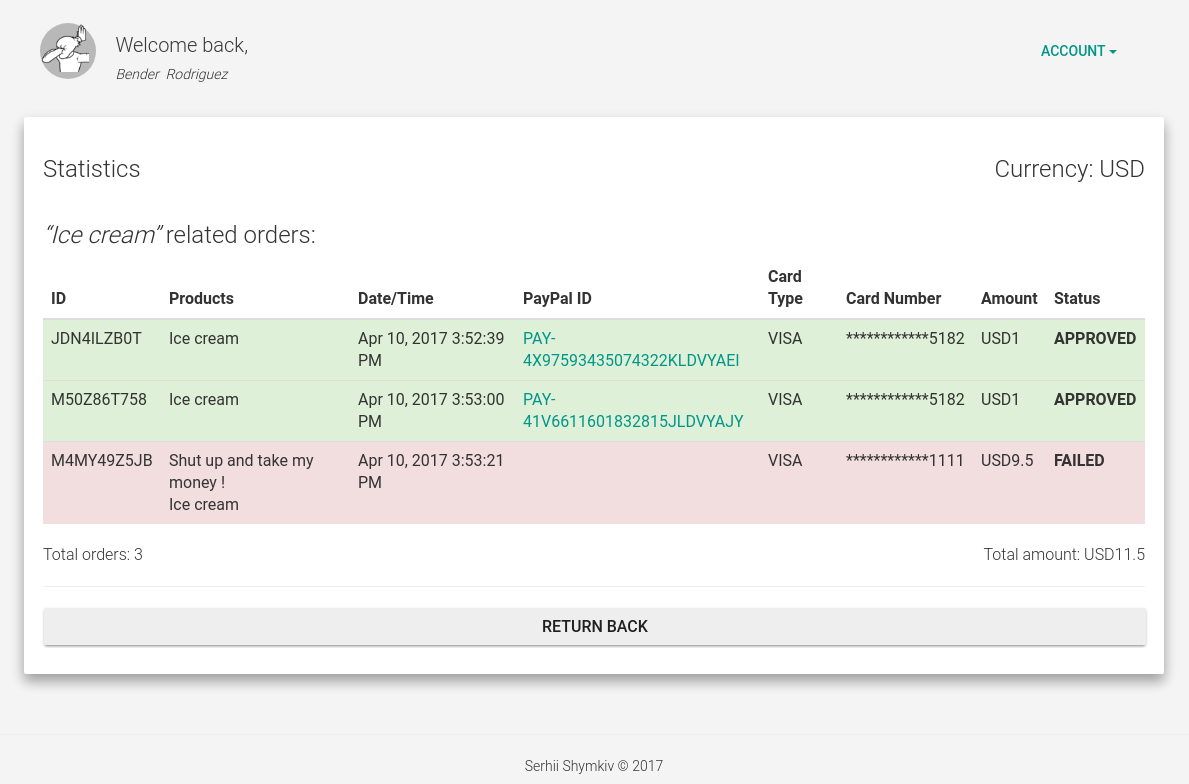 Welcome back,
ACCOUNT
Bender Rodriguez
Statistics
Currency: USD
“Ice cream” related orders:
ID Products Date/Time PayPal ID Card Type Card Number Amount Status
JDN4ILZB0T Ice cream Apr 10, 2017 3:52:39 PM PAY-4X97593435074322KLDVYAEI VISA ************5182 USD1 APPROVED
M50Z86T758 Ice cream Apr 10, 2017 3:53:00 PM PAY-41V6611601832815JLDVYAJY VISA ************5182 USD1 APPROVED
M4MY49Z5JB Shut up and take my money ! Ice cream Apr 10, 2017 3:53:21 PM VISA ************1111 USD9.5 FAILED
Total orders: 3
Total amount: USD11.5
RETURN BACK
Serhii Shymkiv © 2017